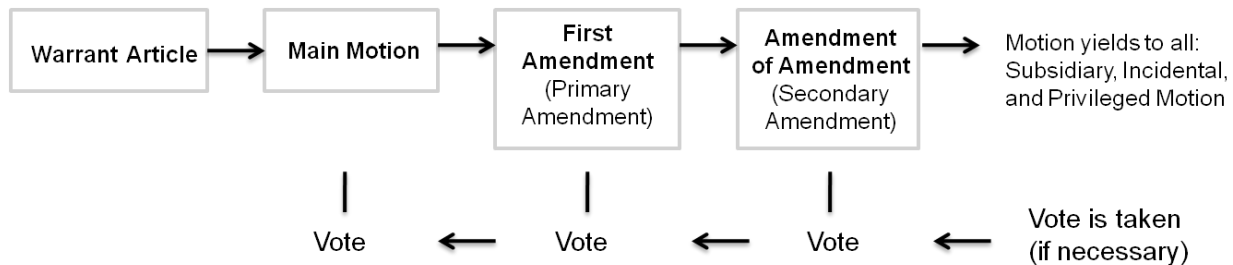 Warrant Article
Main Motion
First
Amendment
(Primary
Amendment)
Amendment
of Amendment
(Secondary
Amendment)
Motion yields to all:
Subsidiary, Incidental,
and Privileged Motion
Vote
Vote
Vote
Vote is taken
(if necessary)